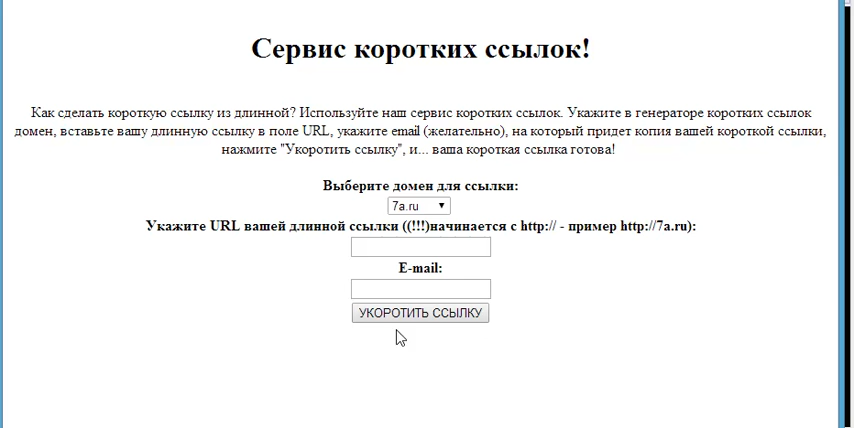 Сервис коротких ссылок!
Как сделать короткую ссылку из длинной? Используйте наш сервис коротких ссылок. Укажите в генераторе коротких ссылок
домен, вставьте вашу длинную ссылку в поле URL, укажите email (желательно), на который придет копия вашей короткой ссылки,
нажмите "Укоротить ссылку", и... ваша короткая ссылка готова!
Выберите домен для ссылки:
7a.ru
Укажите URL вашей длинной ссылки ((!!!)начинается с http:// - пример http://7a.ru):
E-mail:
УКОРОТИТЬ ССЫЛКУ